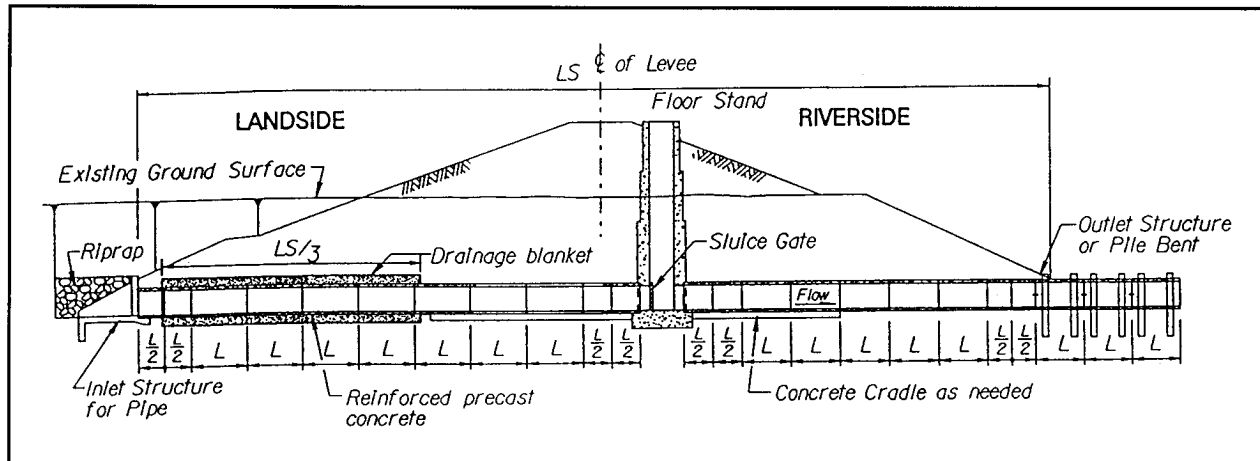 ℄ of Levee
LS
Floor Stand
LANDSIDE
RIVERSIDE
Existing Ground Surface
Riprap
LS/3
Drainage blanket
Sluice Gate
Outlet Structure
or Pile Bent
Flow
L/2 L/2 L L L L L L L L/2 L/2 L/2 L/2 L L L L L L/2 L/2 L L L
Inlet Structure
for Pipe
Reinforced precast
concrete
Concrete Cradle as needed